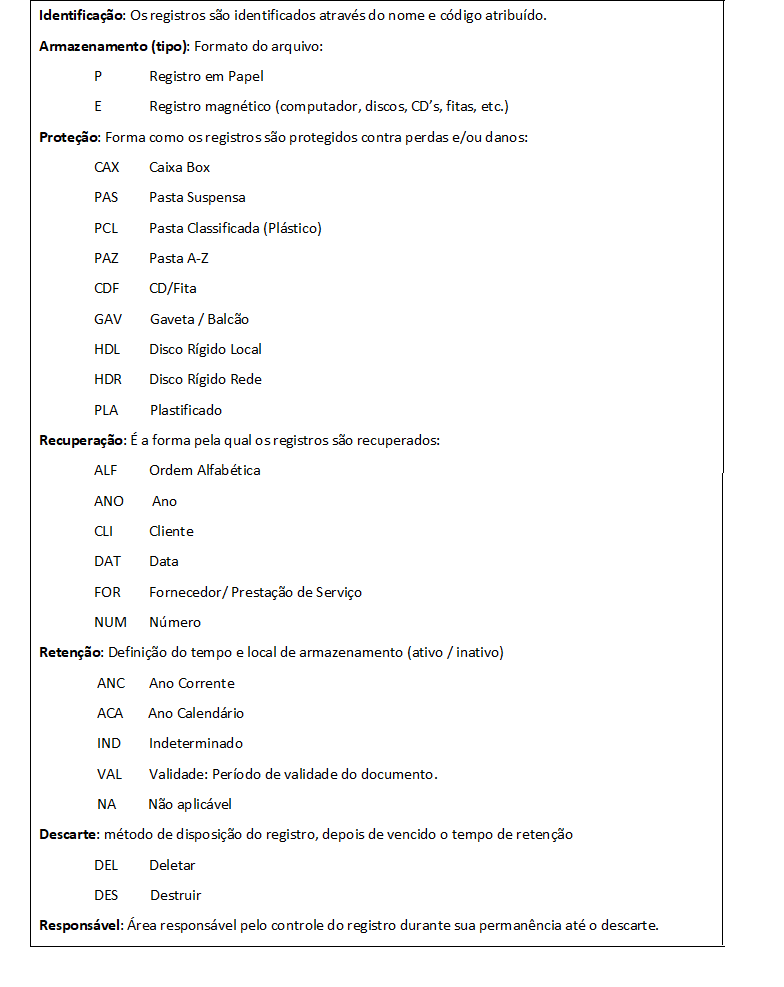 Identificação: Os registros são identificados através do nome e código atribuído.
Armazenamento (tipo): Formato do arquivo:
P Registro em Papel
E Registro magnético (computador, discos, CD’s, fitas, etc.)
Proteção: Forma como os registros são protegidos contra perdas e/ou danos:
CAX Caixa Box
PAS Pasta Suspensa
PCL Pasta Classificada (Plástico)
PAZ Pasta A-Z
CDF CD/Fita
GAV Gaveta / Balcão
HDL Disco Rígido Local
HDR Disco Rígido Rede
PLA Plastificado
Recuperação: É a forma pela qual os registros são recuperados:
ALF Ordem Alfabética
ANO Ano
CLI Cliente
DAT Data
FOR Fornecedor/ Prestação de Serviço
NUM Número
Retenção: Definição do tempo e local de armazenamento (ativo / inativo)
ANC Ano Corrente
ACA Ano Calendário
IND Indeterminado
VAL Validade: Período de validade do documento.
NA Não aplicável
Descarte: método de disposição do registro, depois de vencido o tempo de retenção
DEL Deletar
DES Destruir
Responsável: Área responsável pelo controle do registro durante sua permanência até o descarte.